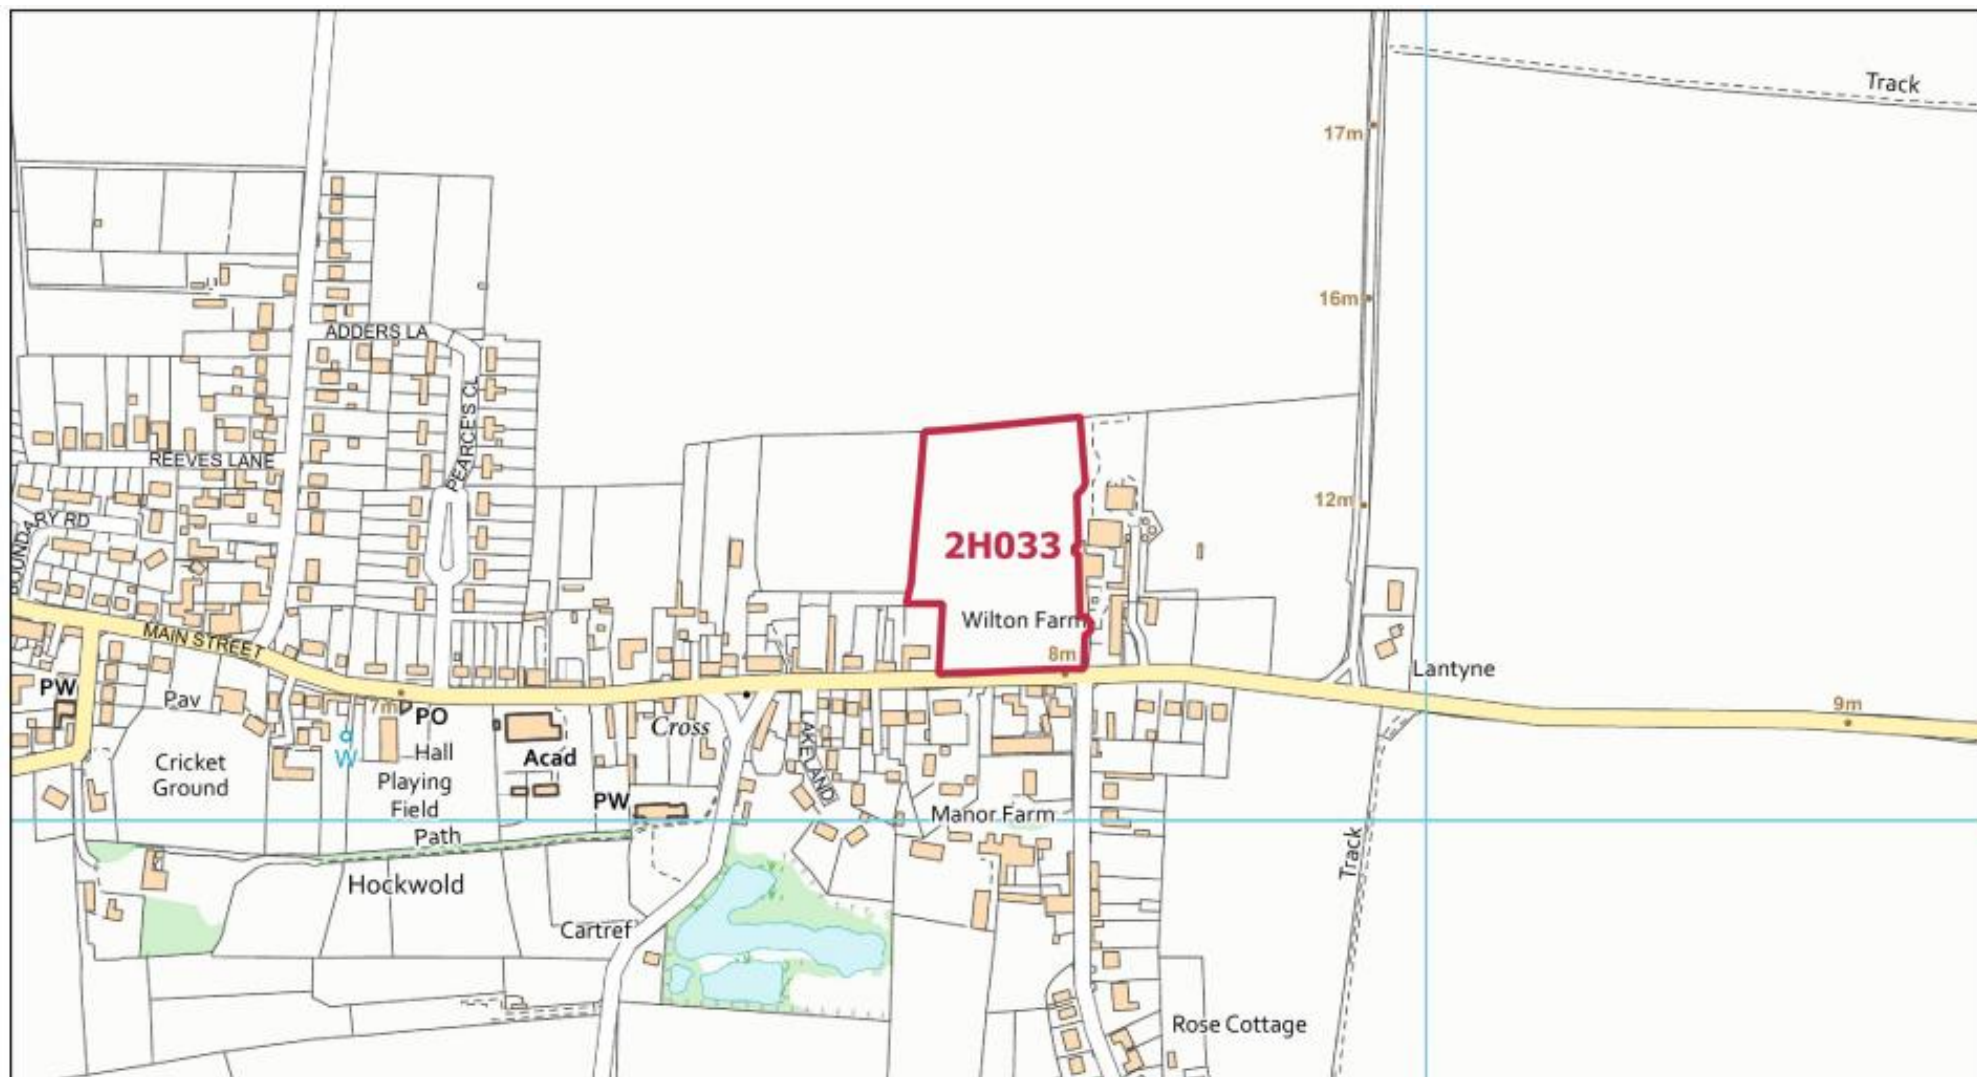 Track
17m
16m
ADDERS LA
PEARCE'S CL
REEVES LANE
12m
2H033
OUNDARY RD
Wilton Farm
MAIN STREET
8m
Lantyne
PW
Pav
7m
PO
9m
Cross
W
Hall
Acad
AKELAND
Cricket
Ground
Playing
Field
PW
Manor Farm
Path
Track
Hockwold
Cartref
Rose Cottage